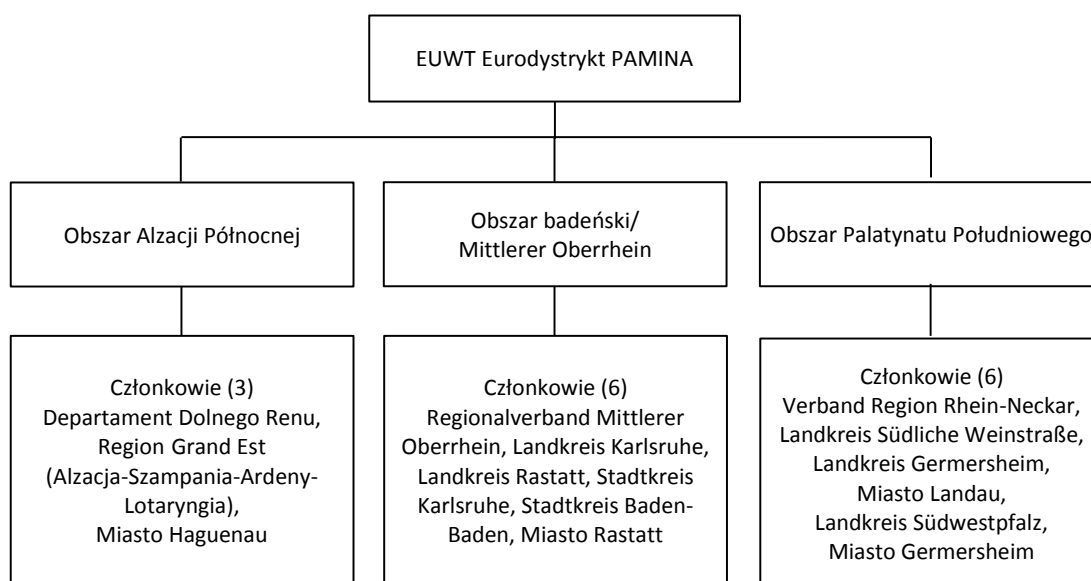 EUWT Eurodystrykt PAMINA
Obszar Alzacji Północnej
Obszar badeński/
Mittlerer Oberrhein
Obszar Palatynatu Południowego
Członkowie (3)
Departament Dolnego Renu,
Region Grand Est
(Alzacja-Szampania-Ardeny-
Lotaryngia),
Miasto Haguenau
Członkowie (6)
Regionalverband Mittlerer
Oberrhein, Landkreis Karlsruhe,
Landkreis Rastatt, Stadtkreis
Karlsruhe, Stadtkreis Baden-
Baden, Miasto Rastatt
Członkowie (6)
Verband Region Rhein-Neckar,
Landkreis Südliche Weinstraße,
Landkreis Germersheim,
Miasto Landau,
Landkreis Südwestpfalz,
Miasto Germersheim